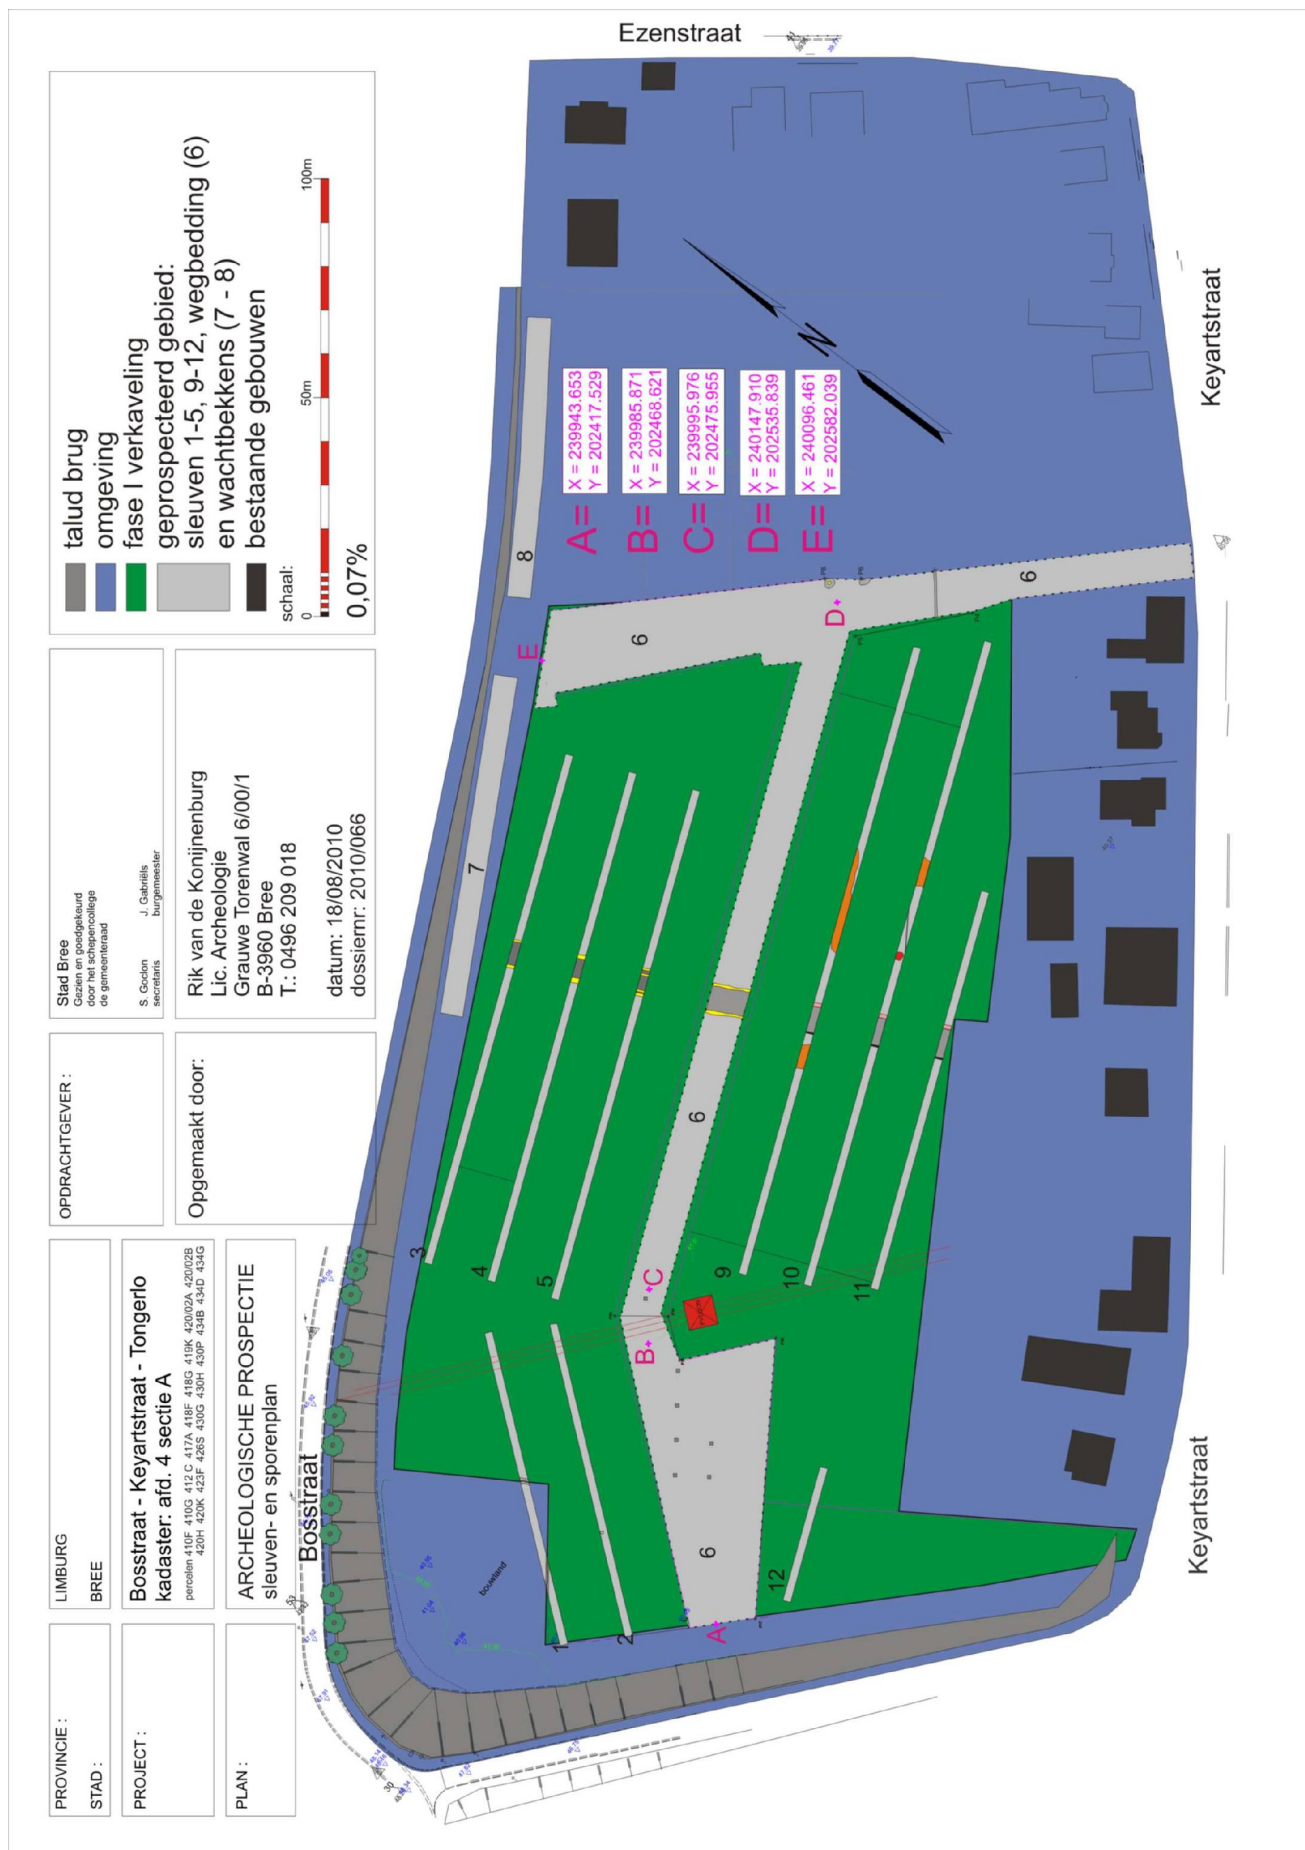 PROVINCIE :
LIMBURG
STAD :
BREE
PROJECT :
Bosstraat - Keyartstraat - Tongerlo
kadaster: afd. 4 sectie A
percelen 410F 410G 412 C 417A 418F 418G 419K 420/02A 420/02B
420H 420K 423F 426S 430G 430H 430P 434B 434D 434G
PLAN :
ARCHEOLOGISCHE PROSPECTIE
sleuven- en sporenplan
OPDRACHTGEVER :
Stad Bree
Gezien en goedgekeurd
door het schepencollege
de gemeenteraad
S. Goclon
secretaris
J. Gabriëls
burgemeester
Opgemaakt door:
Rik van de Konijnenburg
Lic. Archeologie
Grauwe Torenwal 6/00/1
B-3960 Bree
T.: 0496 209 018
datum: 18/08/2010
dossiernr: 2010/066
talud brug
omgeving
fase I verkaveling
geprospecteerd gebied:
sleuven 1-5, 9-12, wegbedding (6)
en wachtbekkens (7 - 8)
bestaande gebouwen
schaal:
0
50m
100m
0,07%
Ezenstraat
Bosstraat
Keyartstraat
Keyartstraat
bouwland
N
A=
X = 239943.653
Y = 202417.529
B=
X = 239985.871
Y = 202468.621
C=
X = 239995.976
Y = 202475.955
D=
X = 240147.910
Y = 202535.839
E=
X = 240096.461
Y = 202582.039
A
B
C
D
E
1
2
3
4
5
6
6
6
6
7
8
9
10
11
12
30